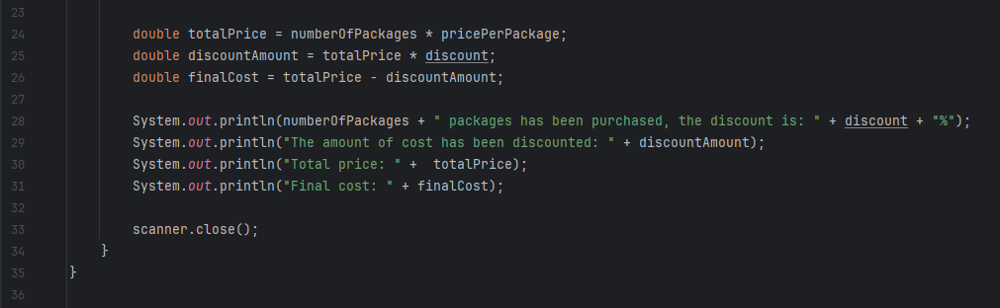 23
24 double totalPrice = numberOfPackages * pricePerPackage;
25 double discountAmount = totalPrice * discount;
26 double finalCost = totalPrice - discountAmount;
27
28 System.out.println(numberOfPackages + " packages has been purchased, the discount is: " + discount + "%");
29 System.out.println("The amount of cost has been discounted: " + discountAmount);
30 System.out.println("Total price: " +  totalPrice);
31 System.out.println("Final cost: " + finalCost);
32
33 scanner.close();
34 }
35 }
36